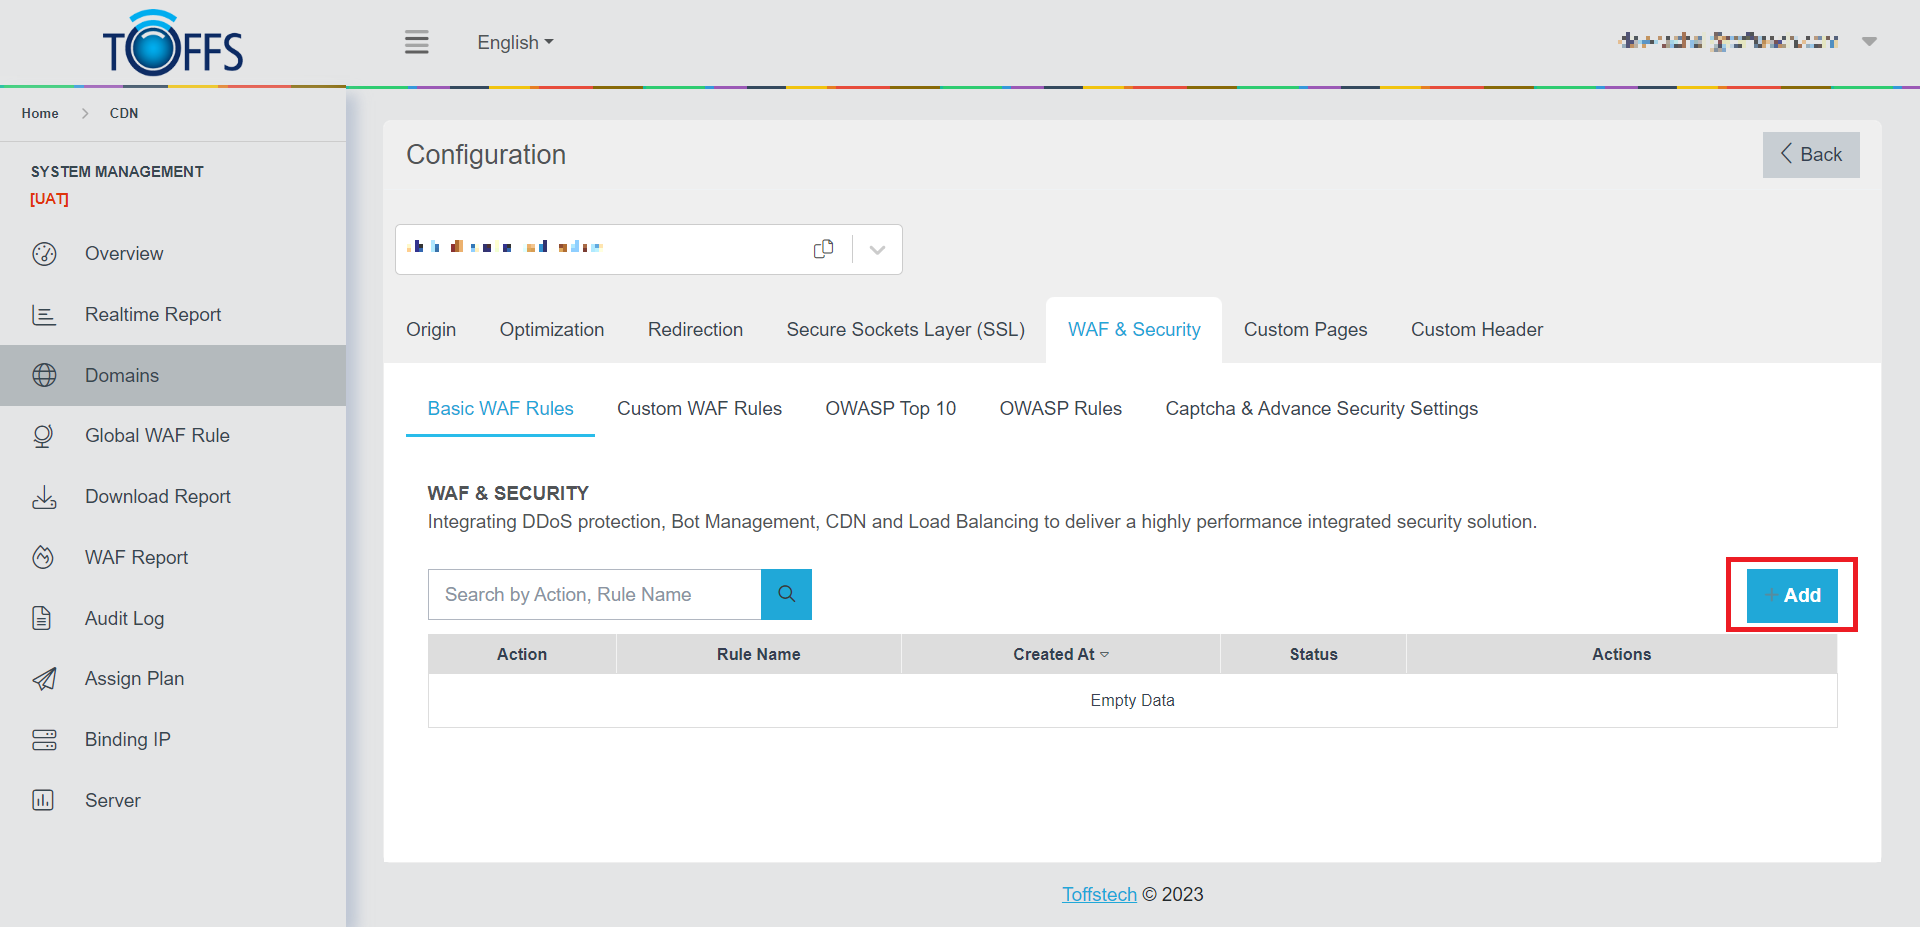 TOFFS
English
Home > CDN
SYSTEM MANAGEMENT
[UAT]
Overview
Realtime Report
Domains
Global WAF Rule
Download Report
WAF Report
Audit Log
Assign Plan
Binding IP
Server
Configuration
Back
Origin Optimization Redirection Secure Sockets Layer (SSL) WAF & Security Custom Pages Custom Header
Basic WAF Rules Custom WAF Rules OWASP Top 10 OWASP Rules Captcha & Advance Security Settings
WAF & SECURITY
Integrating DDoS protection, Bot Management, CDN and Load Balancing to deliver a highly performance integrated security solution.
Search by Action, Rule Name
+ Add
Action Rule Name Created At Status Actions
Empty Data
Toffstech © 2023